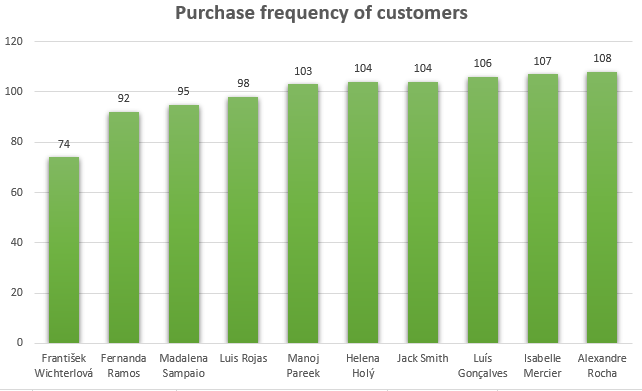 Purchase frequency of customers
120
100
80
60
40
20
0
74
92
95
98
103
104
104
106
107
108
František
Wichterlová
Fernanda
Ramos
Madalena
Sampaio
Luis Rojas
Manoj
Pareek
Helena
Holý
Jack Smith
Luís
Gonçalves
Isabelle
Mercier
Alexandre
Rocha